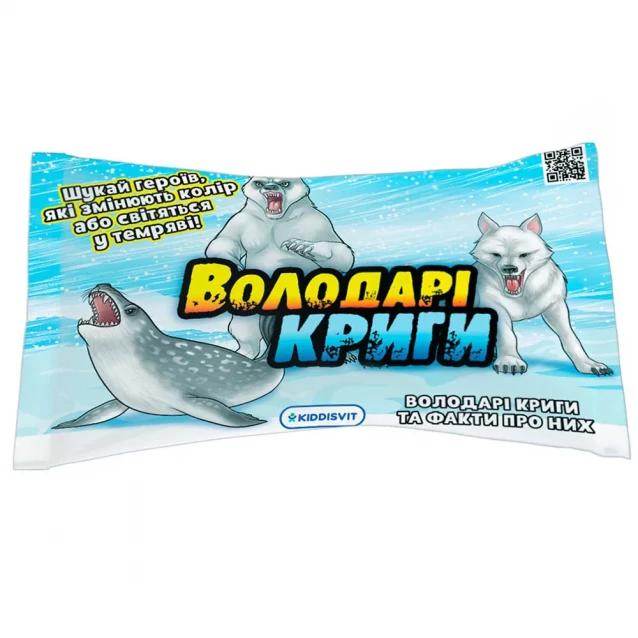 Шукай героїв,
які змінюють колір
або світяться
у темряві!
ВОЛОДАРІ
КРИГИ
KIDDISVIT
ВОЛОДАРІ КРИГИ
ТА ФАКТИ ПРО НИХ